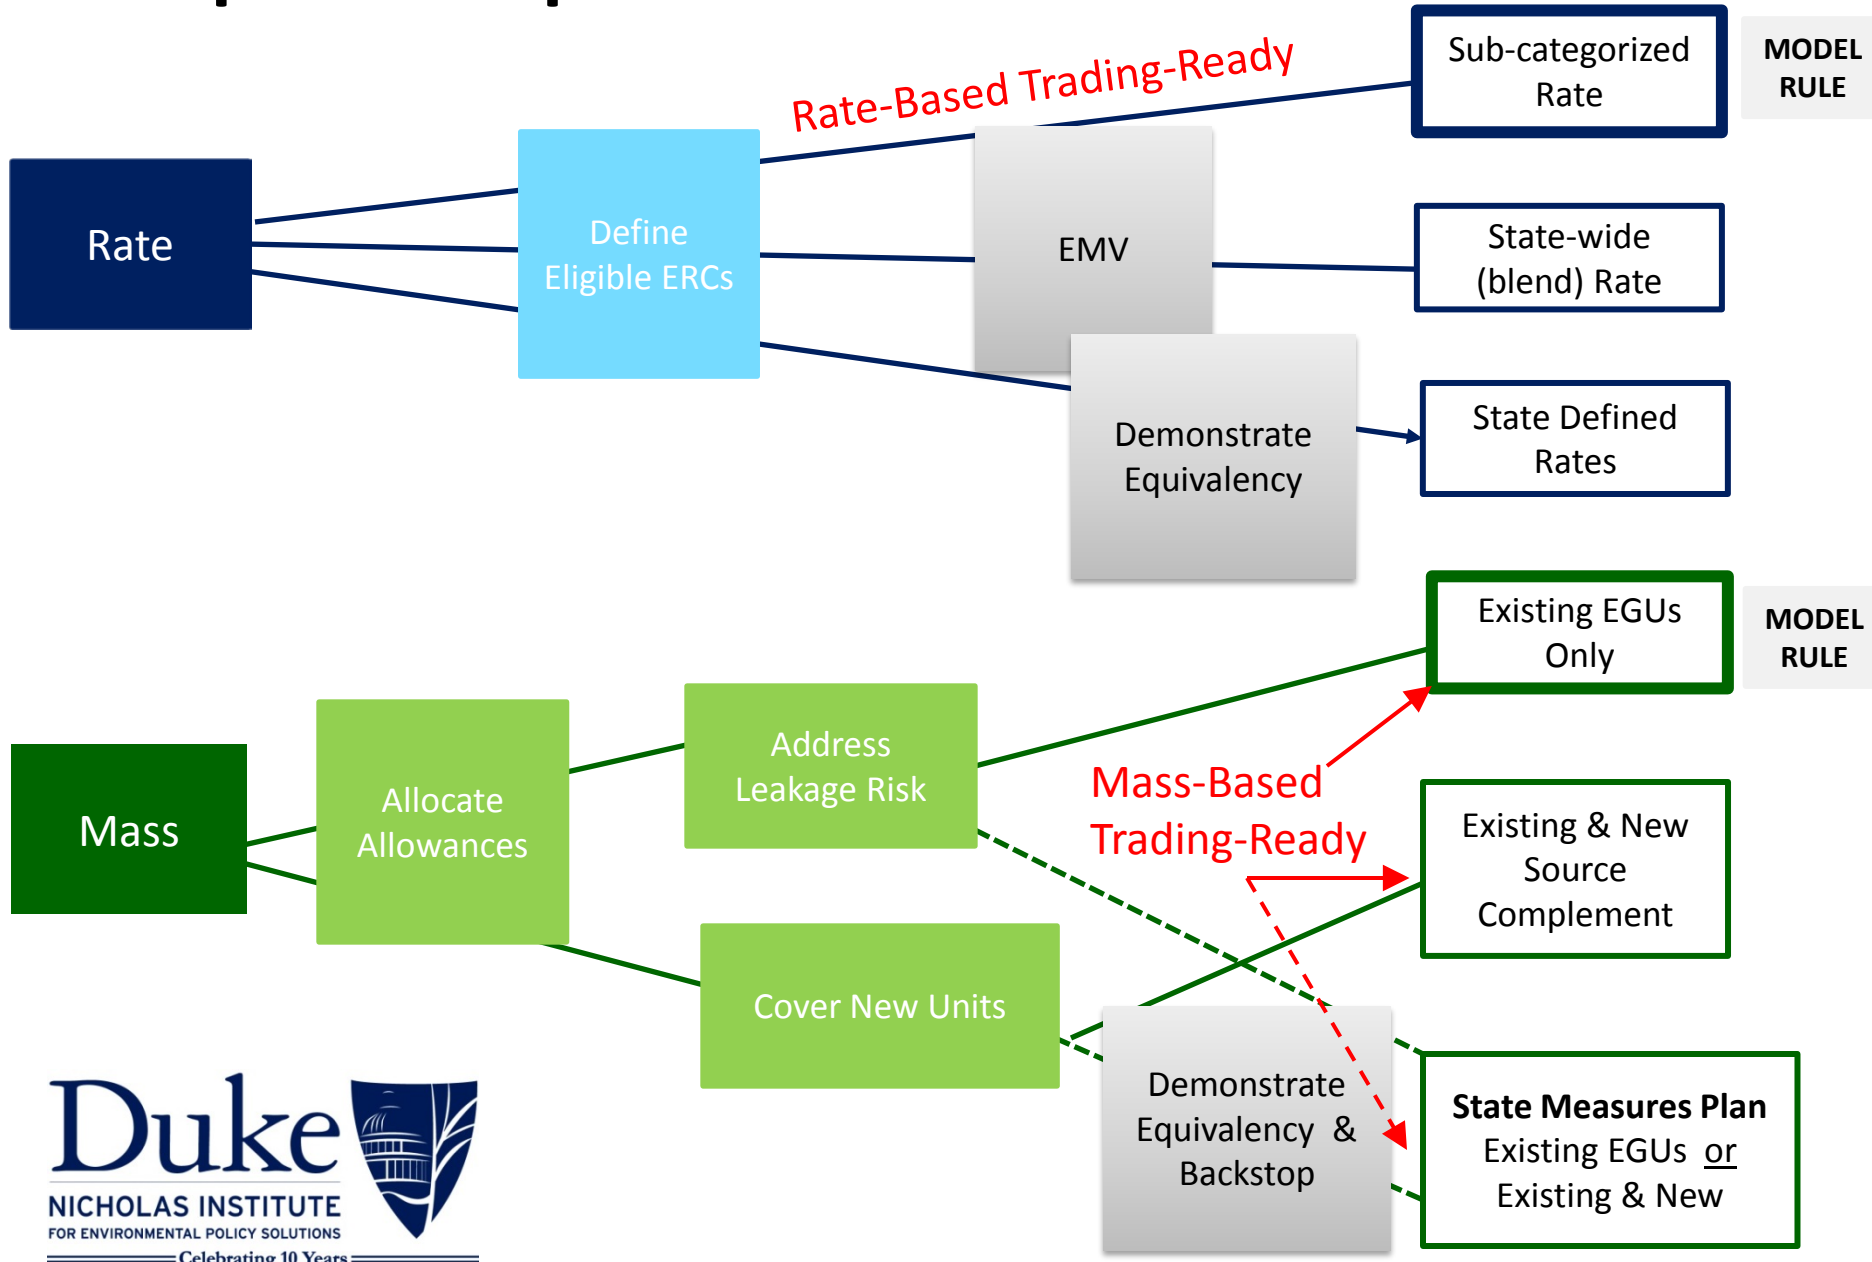 Rate-Based Trading-Ready
Sub-categorized
Rate
MODEL
RULE
Rate
Define
Eligible ERCs
EMV
State-wide
(blend) Rate
Demonstrate
Equivalency
State Defined
Rates
Existing EGUs
Only
MODEL
RULE
Mass
Allocate
Allowances
Address
Leakage Risk
Mass-Based
Trading-Ready
Existing & New
Source
Complement
Cover New Units
Demonstrate
Equivalency &
Backstop
State Measures Plan
Existing EGUs or
Existing & New
Duke
NICHOLAS INSTITUTE
FOR ENVIRONMENTAL POLICY SOLUTIONS
Celebrating 10 Years